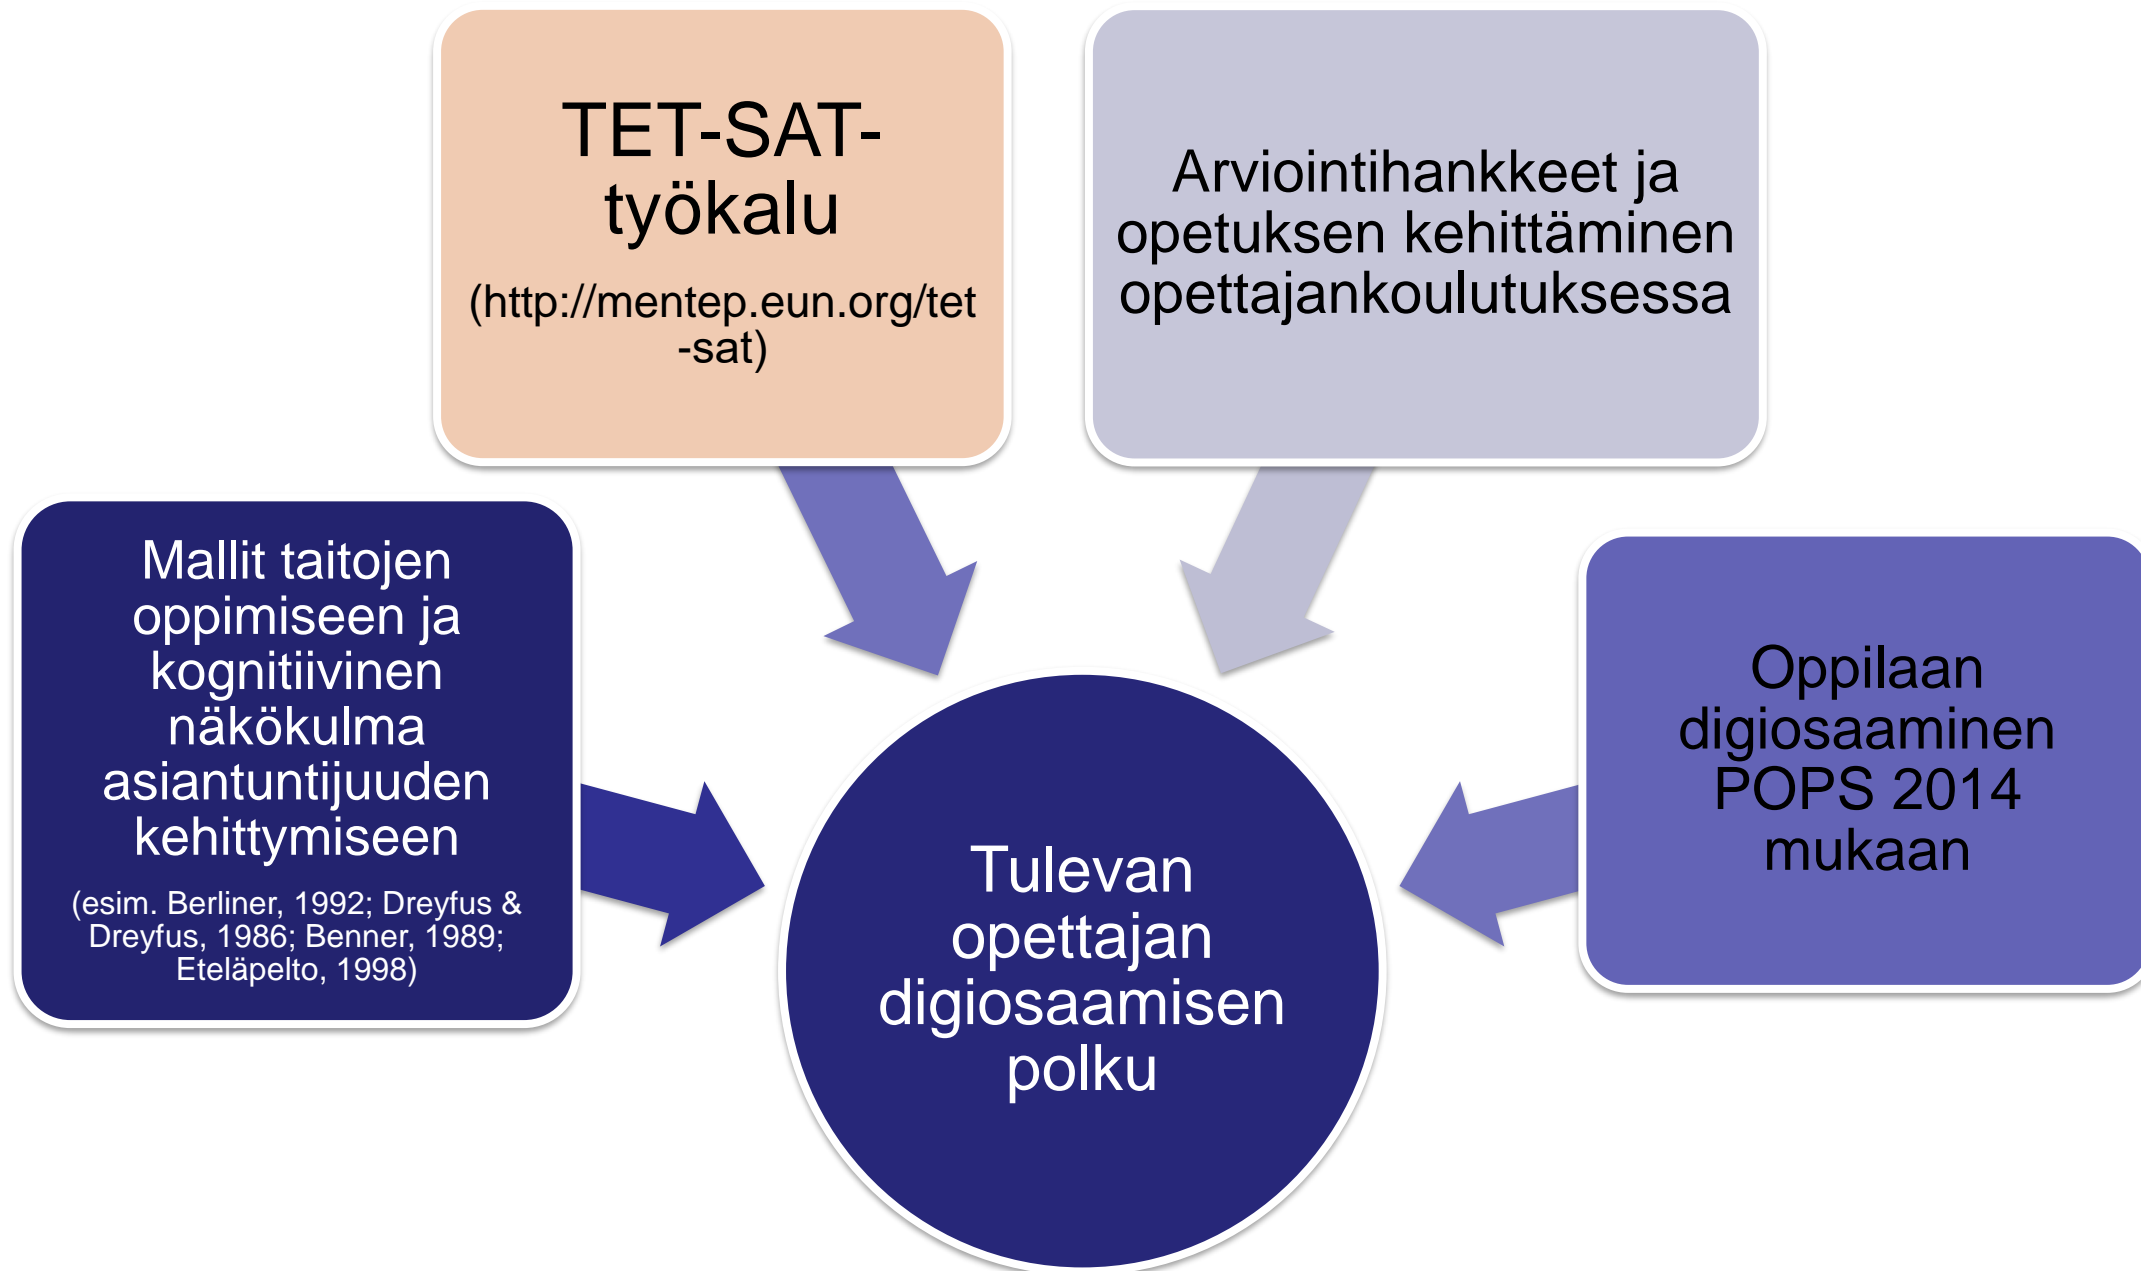 TET-SAT-
työkalu
(http://mentep.eun.org/tet
-sat)
Arviointihankkeet ja
opetuksen kehittäminen
opettajankoulutuksessa
Mallit taitojen
oppimiseen ja
kognitiivinen
näkökulma
asiantuntijuuden
kehittymiseen
(esim. Berliner, 1992; Dreyfus &
Dreyfus, 1986; Benner, 1989;
Eteläpelto, 1998)
Oppilaan
digiosaaminen
POPS 2014
mukaan
Tulevan
opettajan
digiosaamisen
polku